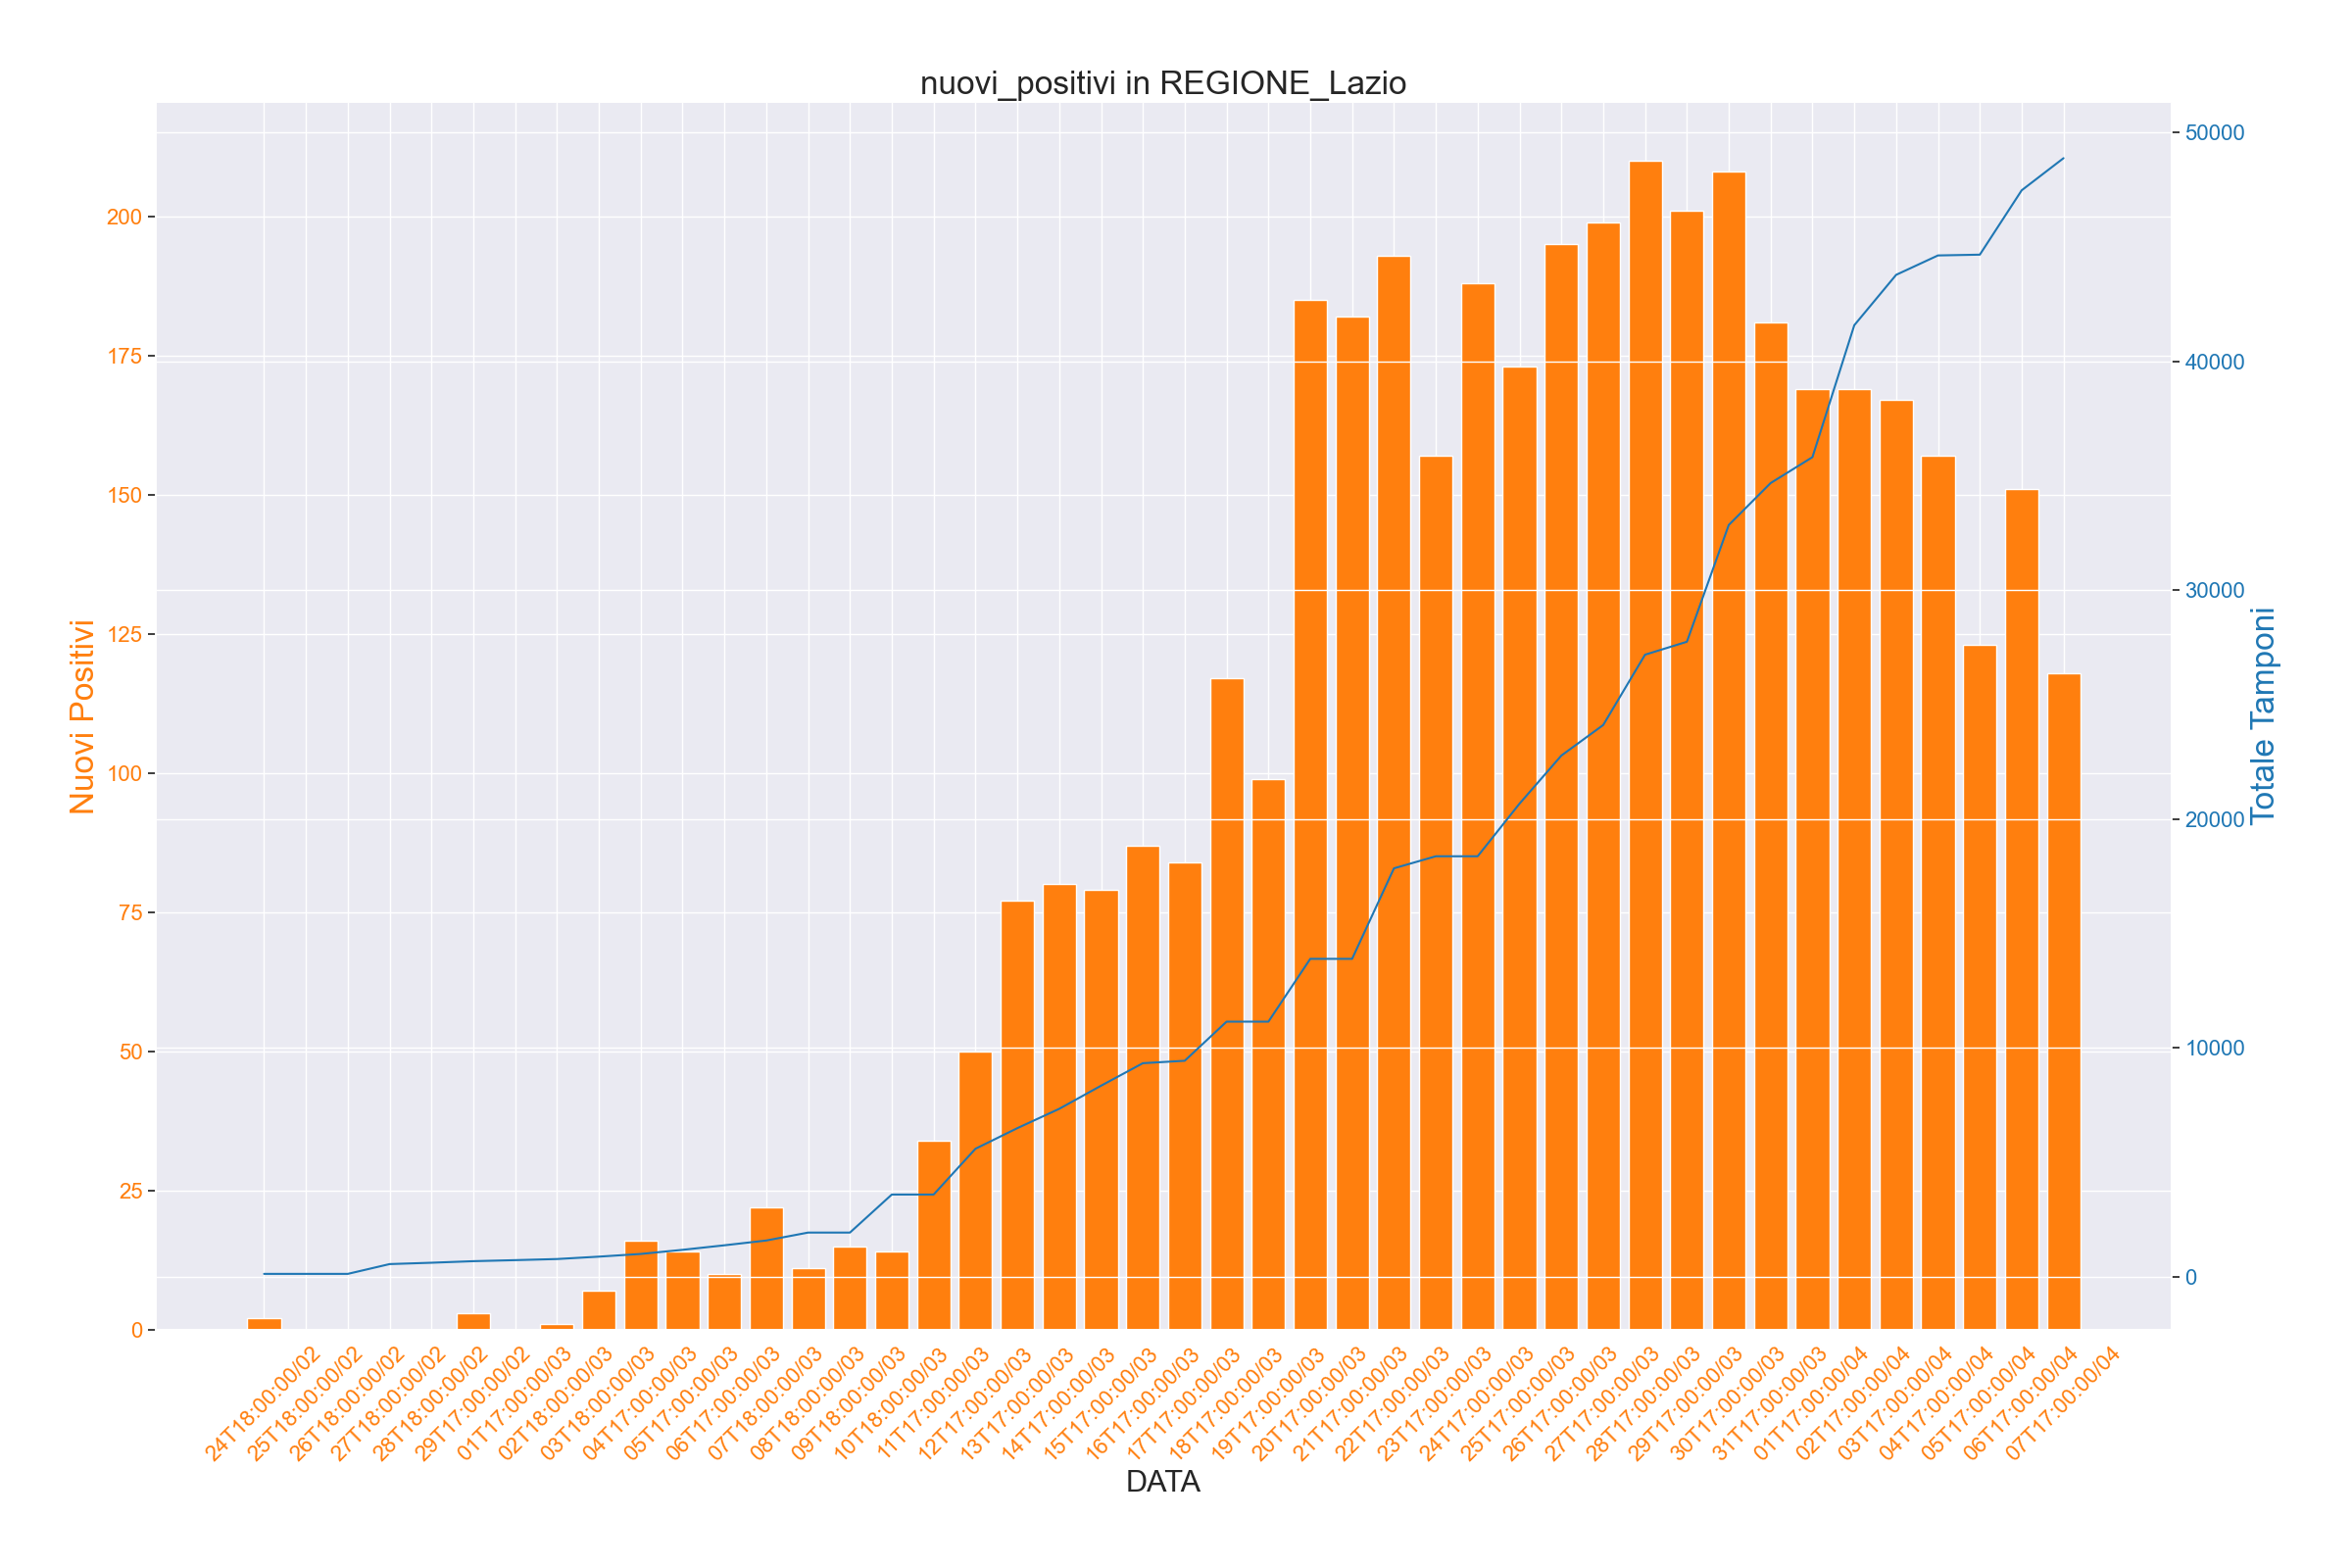 nuovi_positivi in REGIONE_Lazio
Nuovi Positivi
200
175
150
125
100
75
50
25
0
50000
40000
30000
20000
10000
0
Totale Tamponi
24T18:00:00/02
25T18:00:00/02
26T18:00:00/02
27T18:00:00/02
28T18:00:00/02
29T17:00:00/02
01T17:00:00/03
02T18:00:00/03
03T18:00:00/03
04T17:00:00/03
05T17:00:00/03
06T17:00:00/03
07T18:00:00/03
08T18:00:00/03
09T18:00:00/03
10T18:00:00/03
11T17:00:00/03
12T17:00:00/03
13T17:00:00/03
14T17:00:00/03
15T17:00:00/03
16T17:00:00/03
17T17:00:00/03
18T17:00:00/03
19T17:00:00/03
20T17:00:00/03
21T17:00:00/03
22T17:00:00/03
23T17:00:00/03
24T17:00:00/03
25T17:00:00/03
26T17:00:00/03
27T17:00:00/03
28T17:00:00/03
29T17:00:00/03
30T17:00:00/03
31T17:00:00/03
01T17:00:00/04
02T17:00:00/04
03T17:00:00/04
04T17:00:00/04
05T17:00:00/04
06T17:00:00/04
07T17:00:00/04
DATA